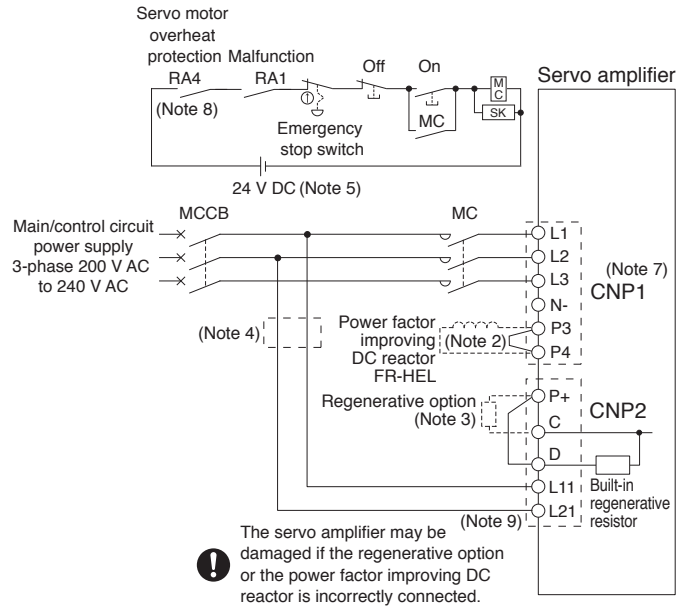 Servo motor
overheat
protection
Malfunction
Off
On
RA4
RA1
(Note 8)
①
Emergency
stop switch
MC
MC
SK
24 V DC (Note 5)
Servo amplifier
MCCB
MC
Main/control circuit
power supply
3-phase 200 V AC
to 240 V AC
L1
L2
L3
N-
P3
P4
(Note 7)
CNP1
(Note 4)
Power factor
improving
DC reactor
FR-HEL
(Note 2)
Regenerative option
(Note 3)
P+
C
D
L11
L21
CNP2
Built-in
regenerative
resistor
(Note 9)
!
The servo amplifier may be
damaged if the regenerative option
or the power factor improving DC
reactor is incorrectly connected.